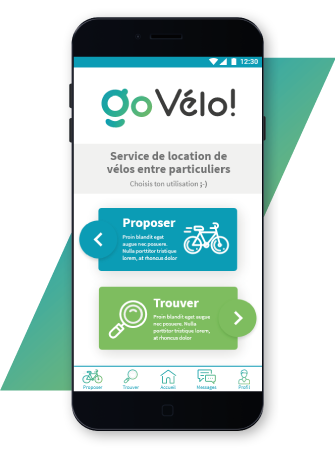 12:30
go Vélo!
Service de location de
vélos entre particuliers
Choisis ton utilisation ;-)
Proposer
Proin blandit eget
augue nec posuere.
Nulla porttitor tristique
lorem, at rhoncus dolor
Trouver
Proin blandit eget augue
nec posuere. Nulla
porttitor tristique lorem,
at rhoncus dolor
Proposer Trouver Accueil Messages Profil